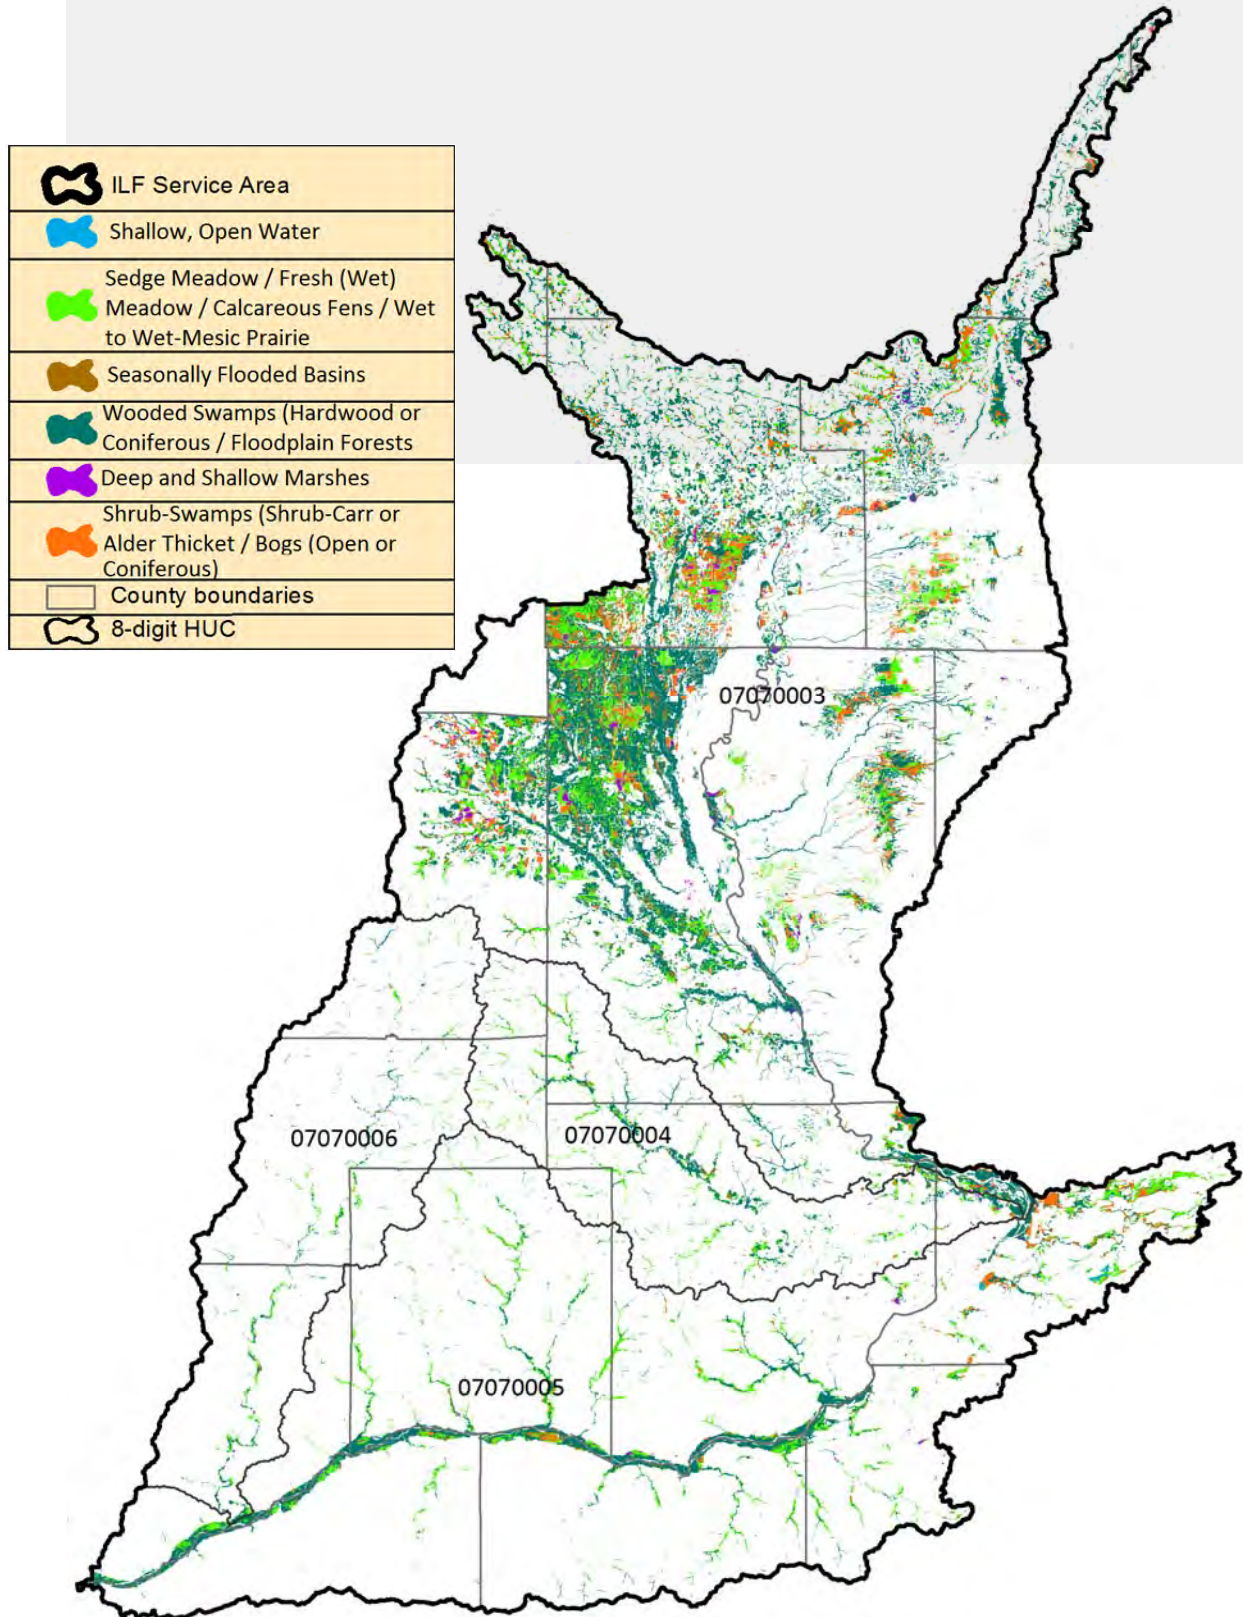 ILF Service Area
Shallow, Open Water
Sedge Meadow / Fresh (Wet)
Meadow / Calcareous Fens / Wet
to Wet-Mesic Prairie
Seasonally Flooded Basins
Wooded Swamps (Hardwood or
Coniferous / Floodplain Forests
Deep and Shallow Marshes
Shrub-Swamps (Shrub-Carr or
Alder Thicket / Bogs (Open or
Coniferous)
County boundaries
8-digit HUC
07070003
07070006
07070004
07070005